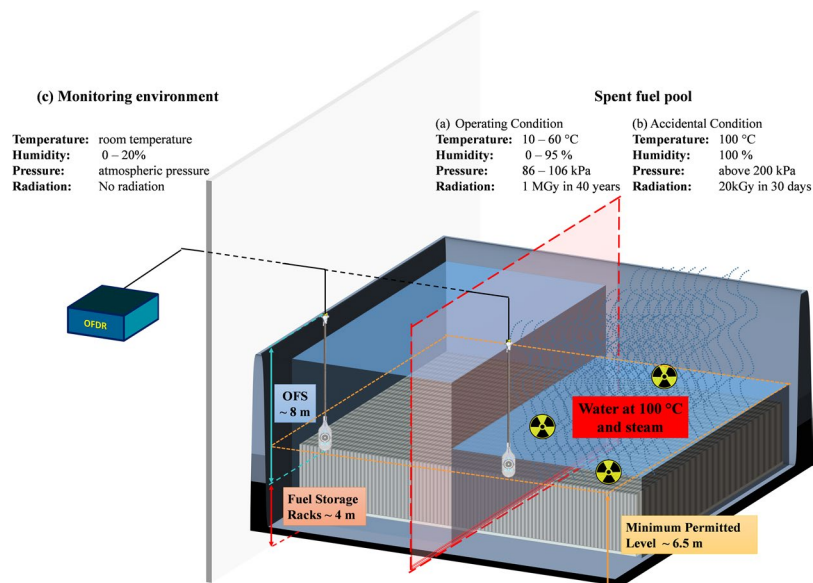 (c) Monitoring environment
Temperature: room temperature
Humidity: 0 – 20%
Pressure: atmospheric pressure
Radiation: No radiation
Spent fuel pool
(a) Operating Condition
Temperature: 10 – 60 °C
Humidity: 0 – 95 %
Pressure: 86 – 106 kPa
Radiation: 1 MGy in 40 years
(b) Accidental Condition
Temperature: 100 °C
Humidity: 100 %
Pressure: above 200 kPa
Radiation: 20kGy in 30 days
OFDR
OFS
~ 8 m
Water at 100 °C
and steam
Fuel Storage
Racks ~ 4 m
Minimum Permitted
Level ~ 6.5 m